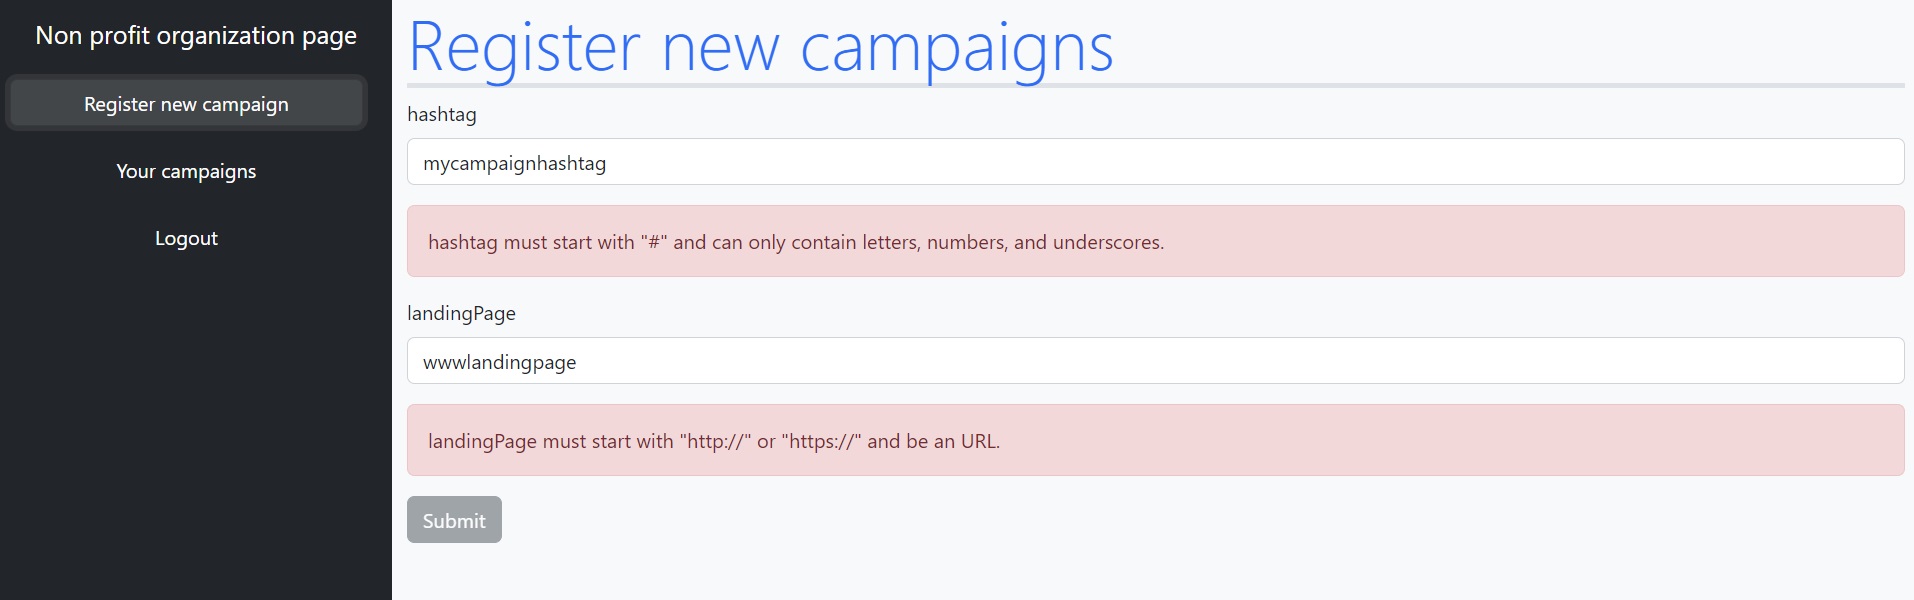 Non profit organization page
Register new campaign
Your campaigns
Logout
Register new campaigns
hashtag
mycampaignhashtag
hashtag must start with "#" and can only contain letters, numbers, and underscores.
landingPage
wwwlandingpage
landingPage must start with "http://" or "https://" and be an URL.
Submit